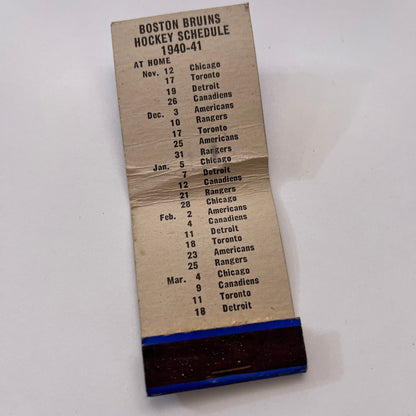 BOSTON BRUINS
HOCKEY SCHEDULE
1940-41
AT HOME
Nov. 12 Chicago
17 Toronto
19 Detroit
26 Canadiens
Dec. 3 Americans
10 Rangers
17 Toronto
25 Americans
31 Rangers
Jan. 5 Chicago
7 Detroit
12 Canadiens
21 Rangers
28 Chicago
Feb. 2 Americans
4 Canadiens
11 Detroit
18 Toronto
23 Americans
25 Rangers
Mar. 4 Chicago
9 Canadiens
11 Toronto
18 Detroit